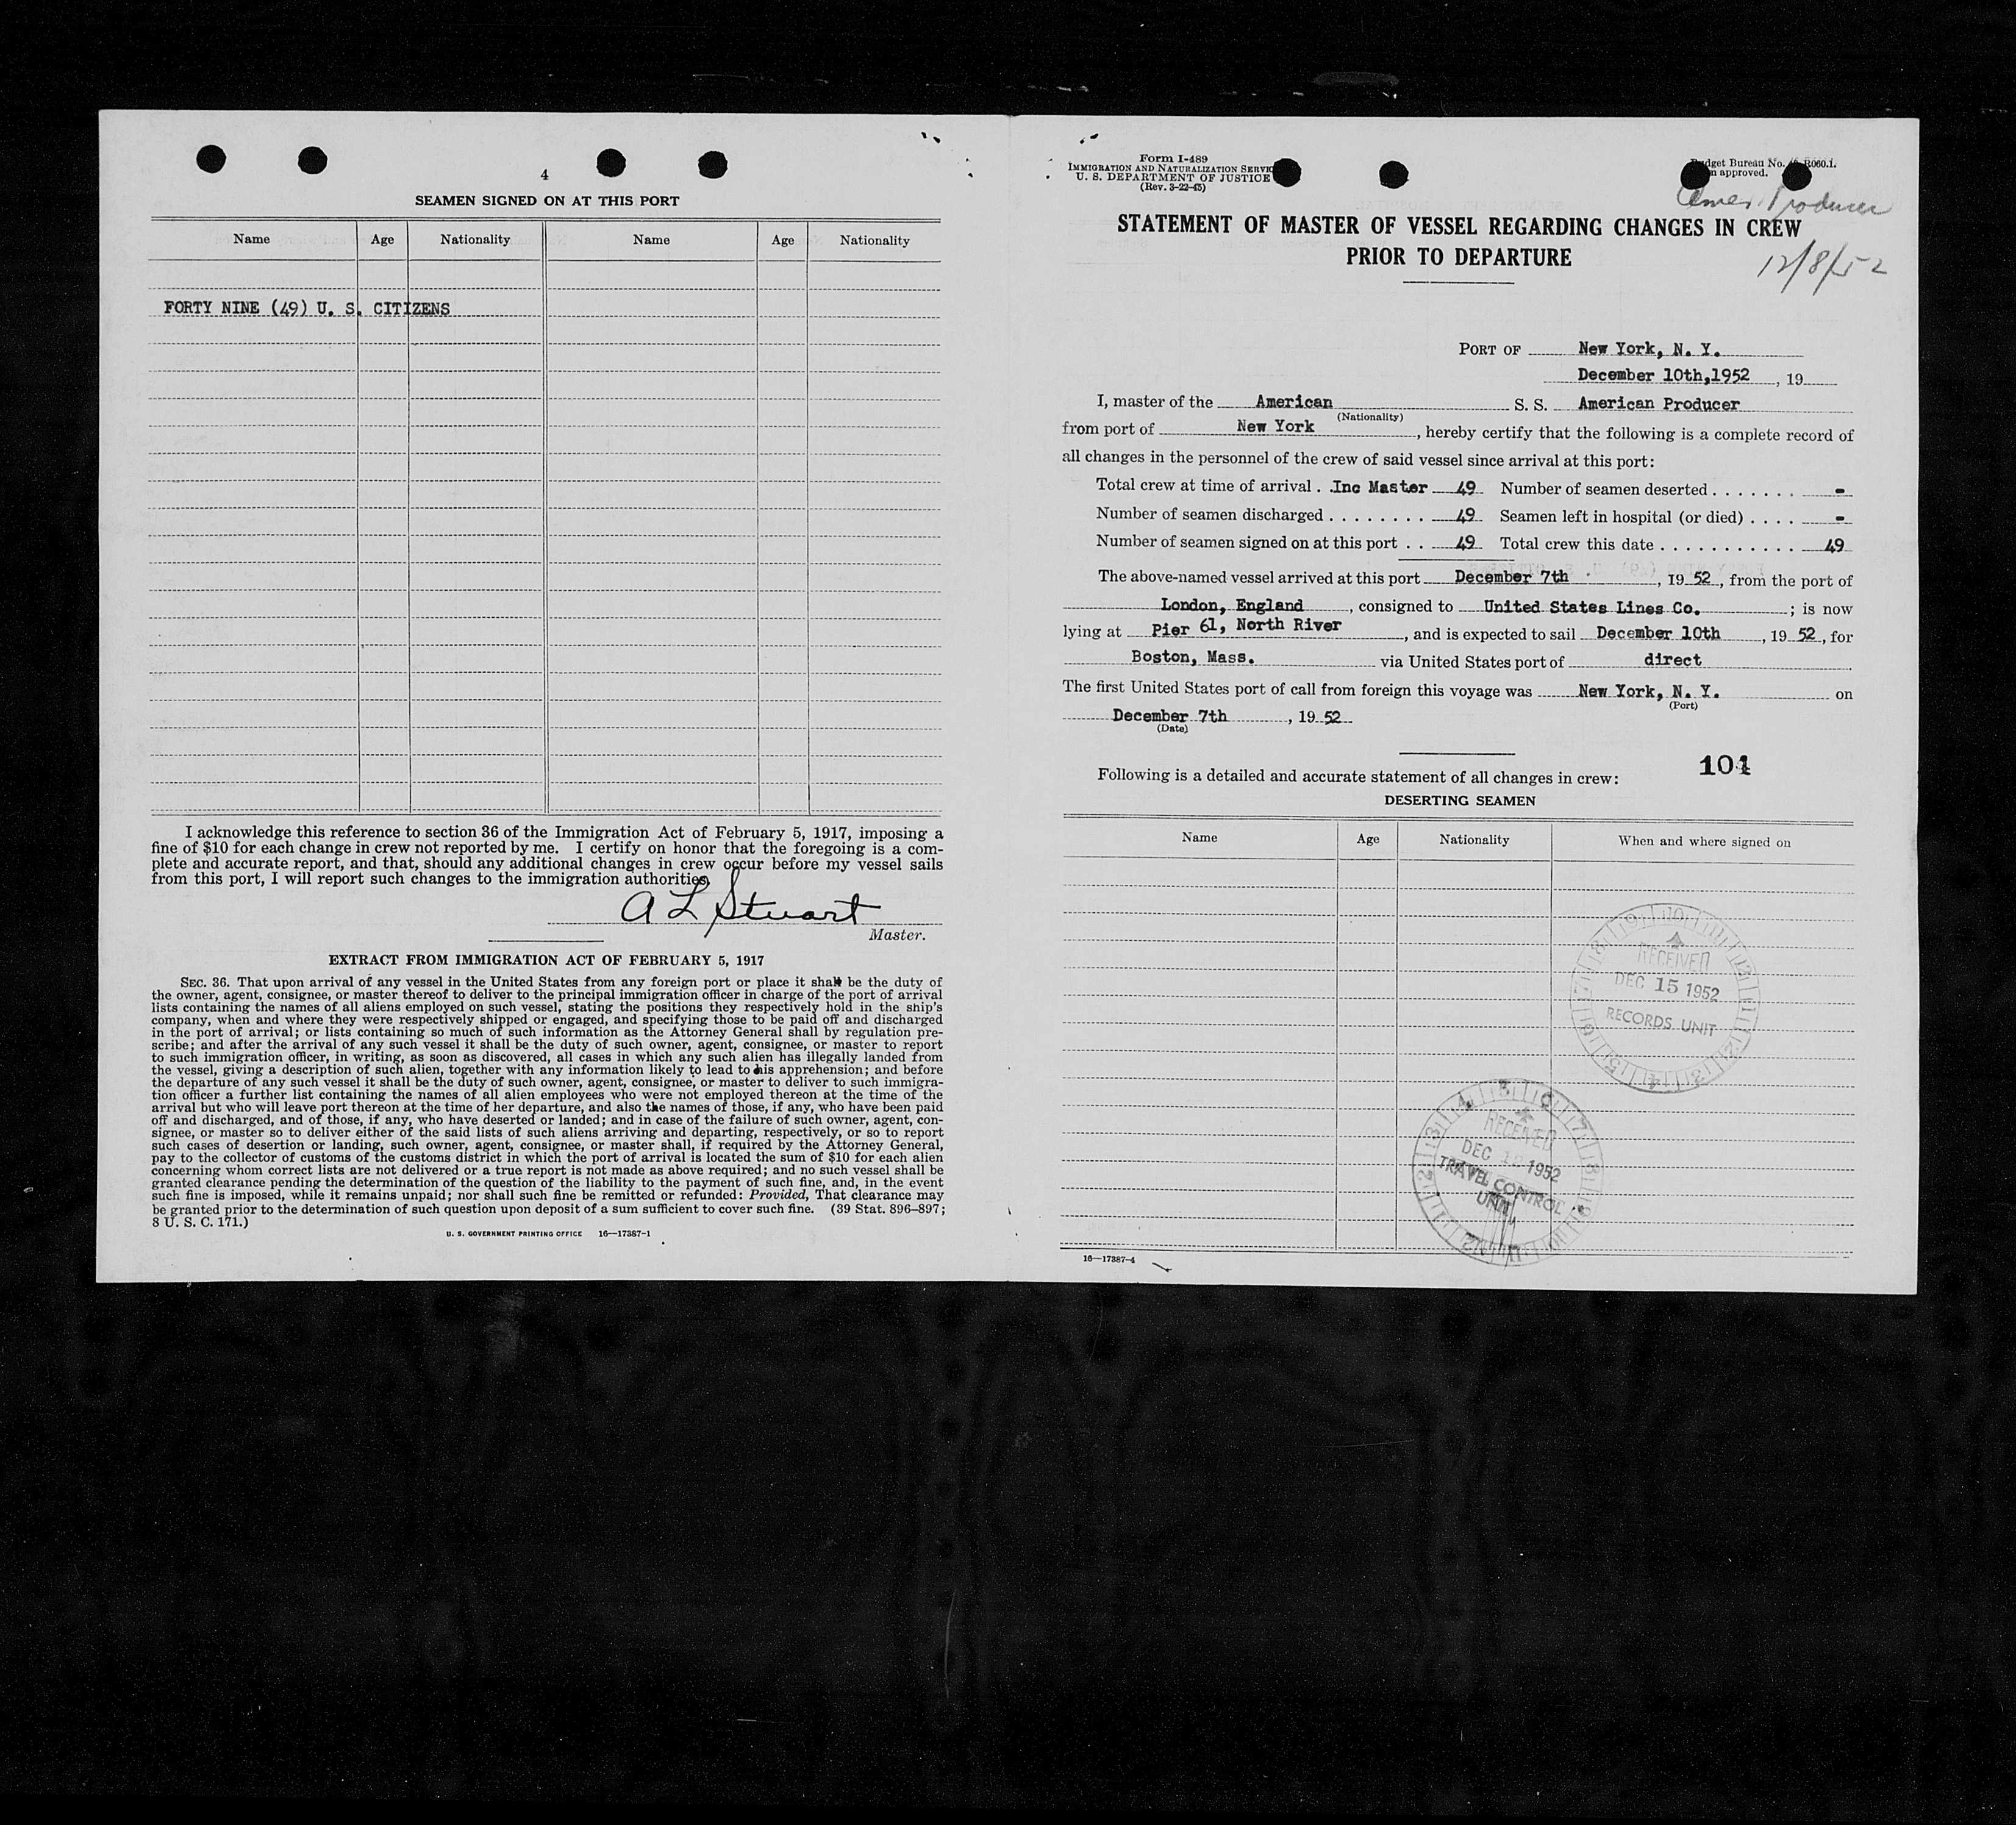 4
SEAMEN SIGNED ON AT THIS PORT
Name Age Nationality Name Age Nationality
FORTY NINE (49) U. S. CITIZENS
I acknowledge this reference to section 36 of the Immigration Act of February 5, 1917, imposing a
fine of $10 for each change in crew not reported by me. I certify on honor that the foregoing is a com-
plete and accurate report, and that, should any additional changes in crew occur before my vessel sails
from this port, I will report such changes to the immigration authorities.
A L Stuart
Master.
EXTRACT FROM IMMIGRATION ACT OF FEBRUARY 5, 1917
SEC. 36. That upon arrival of any vessel in the United States from any foreign port or place it shall be the duty of
the owner, agent, consignee, or master thereof to deliver to the principal immigration officer in charge of the port of arrival
lists containing the names of all aliens employed on such vessel, stating the positions they respectively hold in the ship's
company, when and where they were respectively shipped or engaged, and specifying those to be paid off and discharged
in the port of arrival; or lists containing so much of such information as the Attorney General shall by regulation pre-
scribe; and after the arrival of any such vessel it shall be the duty of such owner, agent, consignee, or master to report
to such immigration officer, in writing, as soon as discovered, all cases in which any such alien has illegally landed from
the vessel, giving a description of such alien, together with any information likely to lead to his apprehension; and before
the departure of any such vessel it shall be the duty of such owner, agent, consignee, or master to deliver to such immigra-
tion officer a further list containing the names of all alien employees who were not employed thereon at the time of the
arrival but who will leave port thereon at the time of her departure, and also the names of those, if any, who have been paid
off and discharged, and of those, if any, who have deserted or landed; and in case of the failure of such owner, agent, con-
signee, or master so to deliver either of the said lists of such aliens arriving and departing, respectively, or so to report
such cases of desertion or landing, such owner, agent, consignee, or master shall, if required by the Attorney General,
pay to the collector of customs of the customs district in which the port of arrival is located the sum of $10 for each alien
concerning whom correct lists are not delivered or a true report is not made as above required; and no such vessel shall be
granted clearance pending the determination of the question of the liability to the payment of such fine, and, in the event
such fine is imposed, while it remains unpaid; nor shall such fine be remitted or refunded: Provided, That clearance may
be granted prior to the determination of such question upon deposit of a sum sufficient to cover such fine. (39 Stat. 896–897;
8 U. S. C. 171.)
U. S. GOVERNMENT PRINTING OFFICE 16—17387-1
Form I-489
IMMIGRATION AND NATURALIZATION SERVIC
U. S. DEPARTMENT OF JUSTICE
(Rev. 3-22-45)
dget Bureau No. R060.1.
approved.
Amer. Producer
12/8/52
STATEMENT OF MASTER OF VESSEL REGARDING CHANGES IN CREW
PRIOR TO DEPARTURE
PORT OF New York, N. Y.
December 10th,1952, 19
I, master of the American S. S. American Producer
(Nationality)
from port of New York, hereby certify that the following is a complete record of
all changes in the personnel of the crew of said vessel since arrival at this port:
Total crew at time of arrival . .Inc Master 49 Number of seamen deserted . . . . . . . -
Number of seamen discharged . . . . . . . . 49 Seamen left in hospital (or died) . . . . -
Number of seamen signed on at this port . . 49 Total crew this date . . . . . . . . . . . 49
The above-named vessel arrived at this port December 7th, 19 52, from the port of
London, England, consigned to United States Lines Co.; is now
lying at Pier 61, North River, and is expected to sail December 10th, 19 52, for
Boston, Mass. via United States port of direct
The first United States port of call from foreign this voyage was New York, N. Y. on
(Port)
December 7th, 19 52
(Date)
104
Following is a detailed and accurate statement of all changes in crew:
DESERTING SEAMEN
Name Age Nationality When and where signed on
RECEIVED
DEC 15 1952
RECORDS UNIT
RECEIVED
DEC 1952
TRAVEL CONTROL
UNIT
16—17387-4